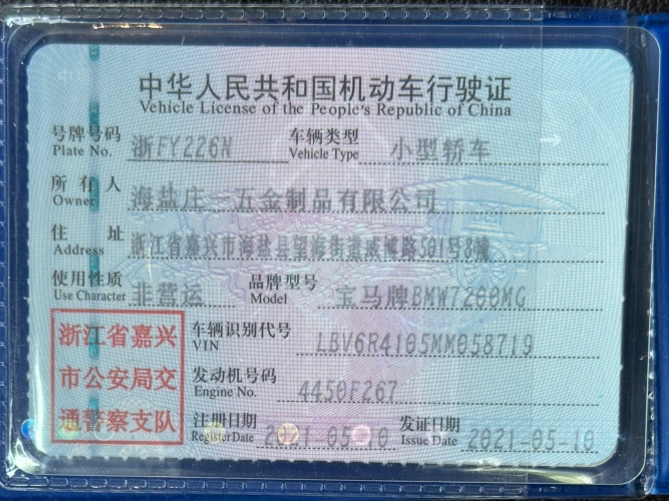 中华人民共和国机动车行驶证
Vehicle License of the People's Republic of China
号牌号码 浙FY226N 车辆类型 小型轿车
Plate No. Vehicle Type
所有人 海盐庄一五金制品有限公司
Owner
住址 浙江省嘉兴市海盐县望海街道盛博路501号8幢
Address
使用性质 非营运 品牌型号 宝马牌BMW7200MG
Use Character Model
浙江省嘉兴
市公安局交
通警察支队
车辆识别代号 LBV6R4105MM058719
VIN
发动机号码 4450F267
Engine No.
注册日期 2021-05-10 发证日期 2021-05-10
Register Date Issue Date